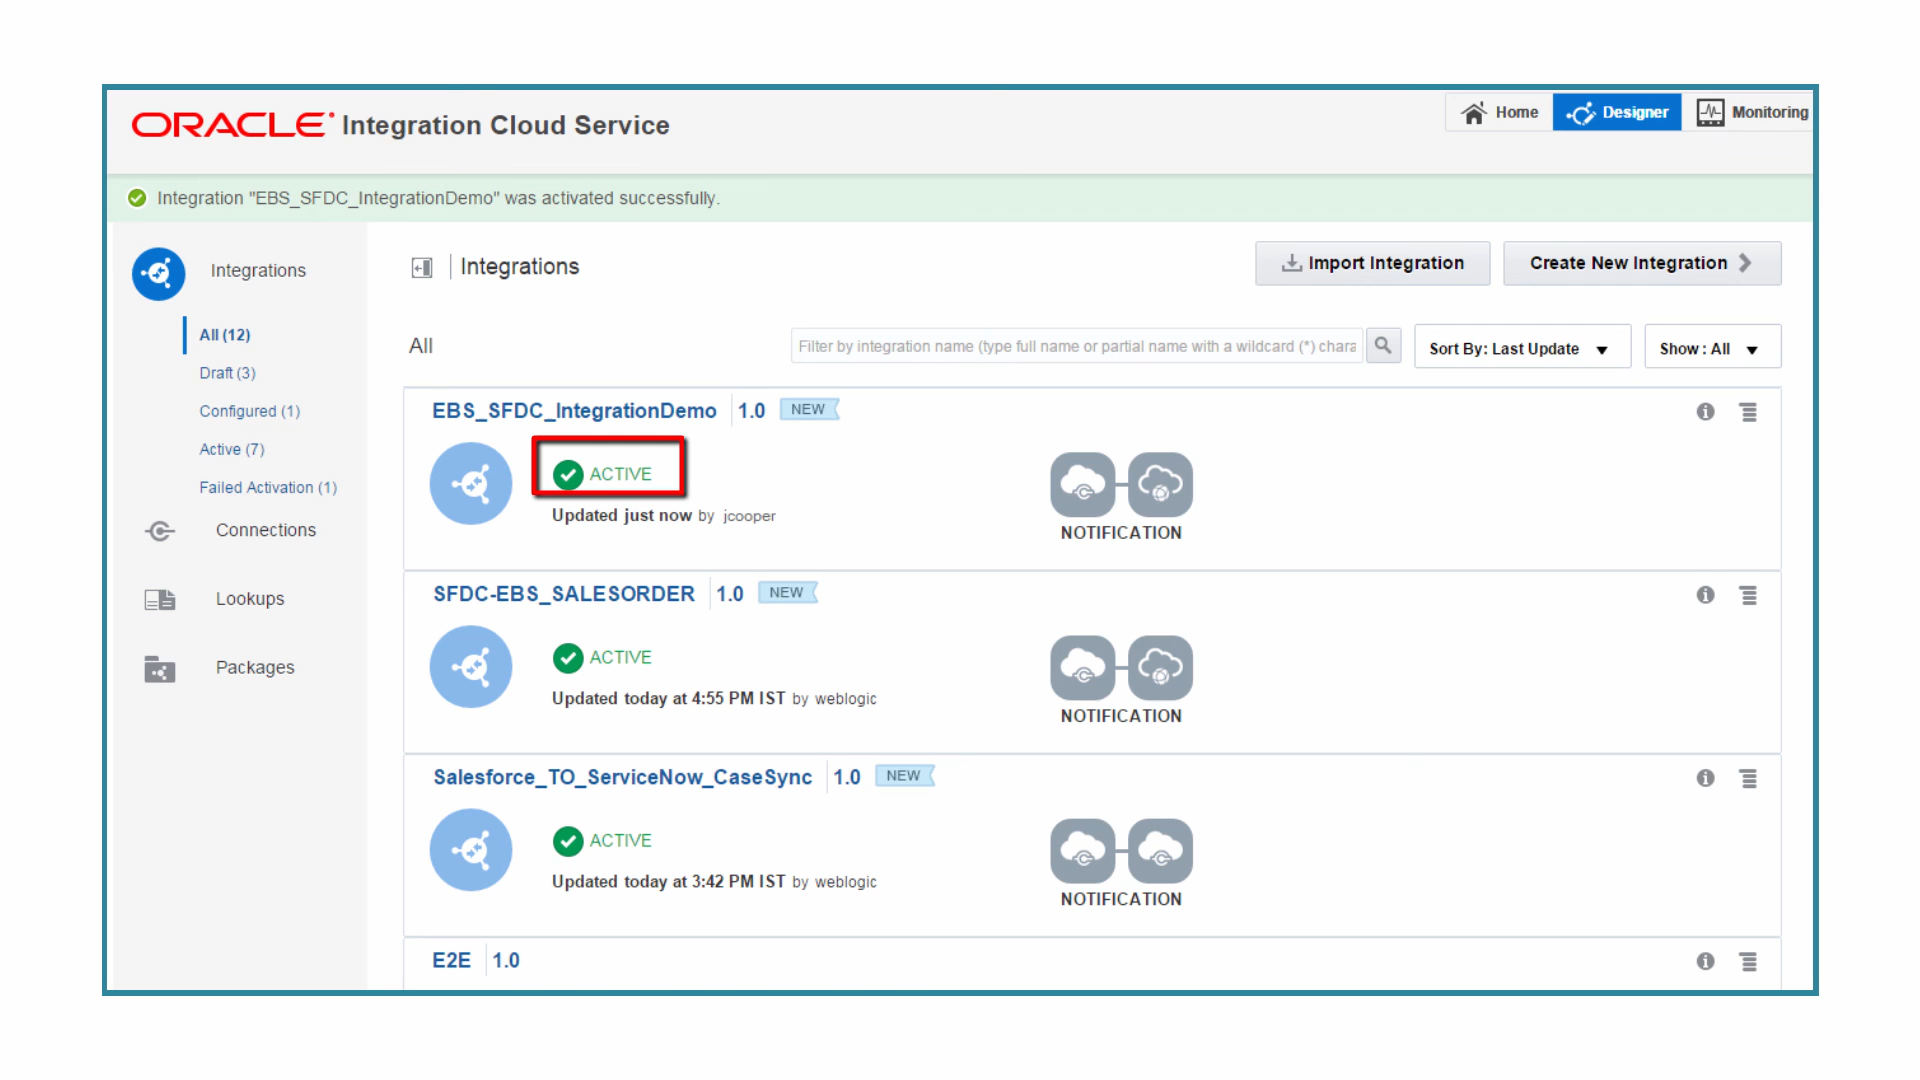 ORACLE Integration Cloud Service
Home
Designer
Monitoring
Integration "EBS_SFDC_IntegrationDemo" was activated successfully.
Integrations
All (12)
Draft (3)
Configured (1)
Active (7)
Failed Activation (1)
Connections
Lookups
Packages
Integrations
Import Integration
Create New Integration
All
Filter by integration name (type full name or partial name with a wildcard (*) chara
Sort By: Last Update
Show : All
EBS_SFDC_IntegrationDemo 1.0 NEW
ACTIVE
Updated just now by jcooper
NOTIFICATION
SFDC-EBS_SALESORDER 1.0 NEW
ACTIVE
Updated today at 4:55 PM IST by weblogic
NOTIFICATION
Salesforce_TO_ServiceNow_CaseSync 1.0 NEW
ACTIVE
Updated today at 3:42 PM IST by weblogic
NOTIFICATION
E2E 1.0